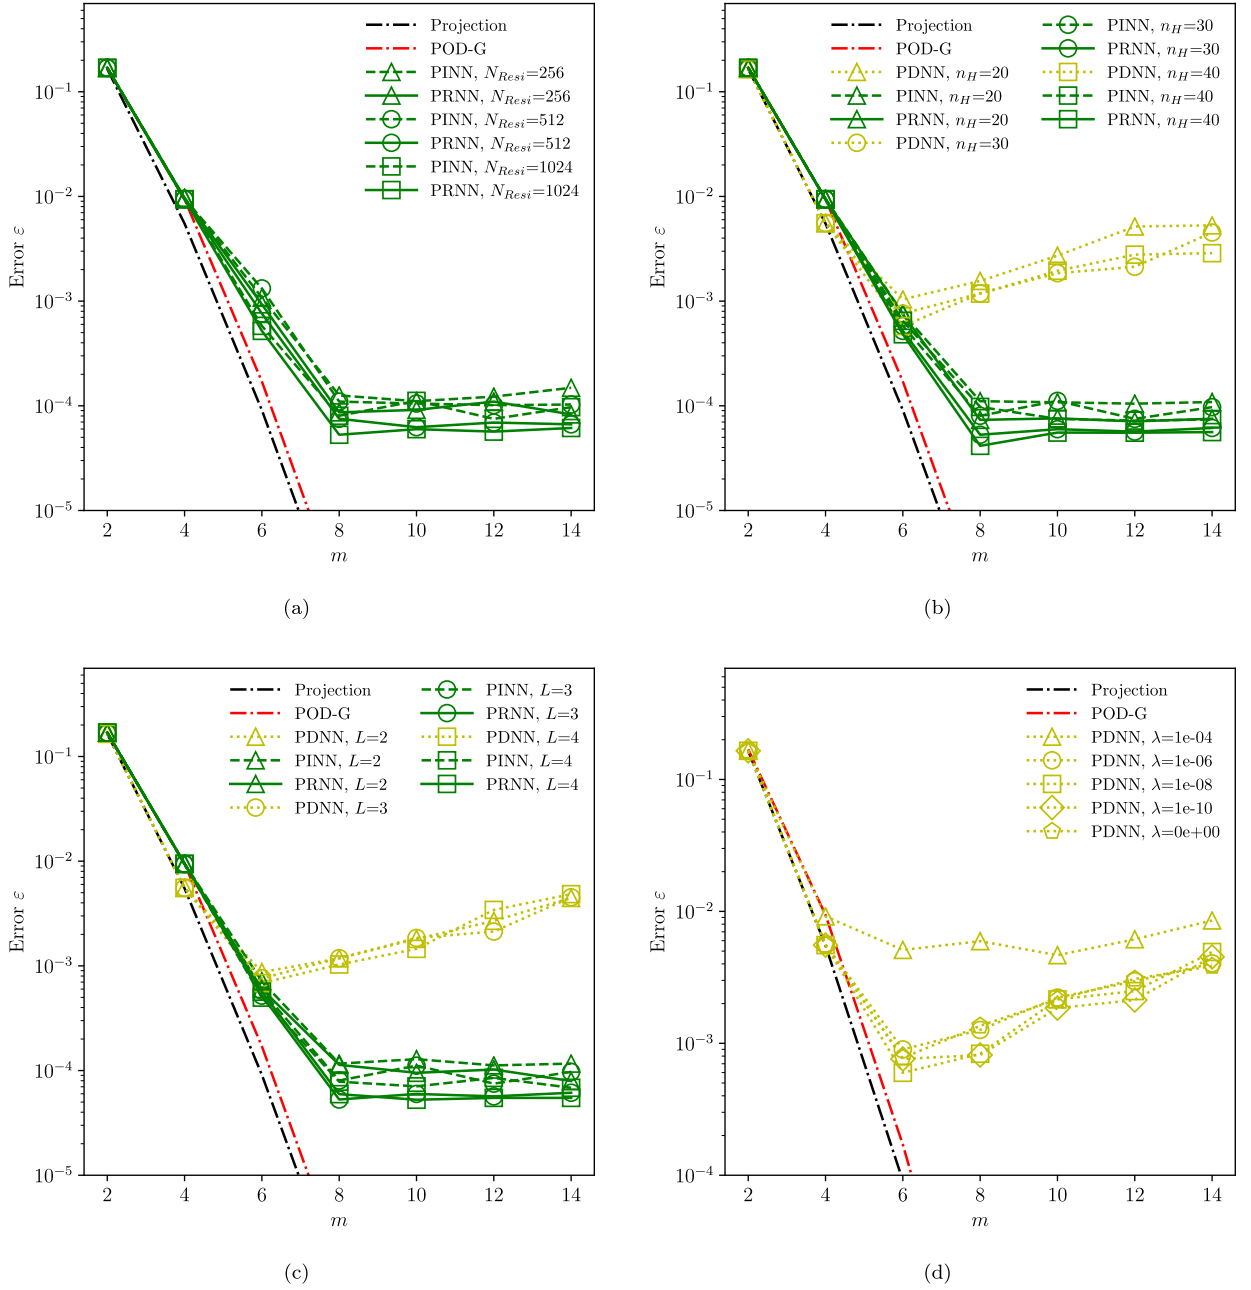 Projection
POD-G
PINN, N_Resi=256
PRNN, N_Resi=256
PINN, N_Resi=512
PRNN, N_Resi=512
PINN, N_Resi=1024
PRNN, N_Resi=1024
10⁻¹
10⁻²
10⁻³
10⁻⁴
10⁻⁵
Error ε
2 4 6 8 10 12 14
m
(a)
Projection
POD-G
PDNN, n_H=20
PINN, n_H=20
PRNN, n_H=20
PDNN, n_H=30
PINN, n_H=30
PRNN, n_H=30
PDNN, n_H=40
PINN, n_H=40
PRNN, n_H=40
10⁻¹
10⁻²
10⁻³
10⁻⁴
10⁻⁵
Error ε
2 4 6 8 10 12 14
m
(b)
Projection
POD-G
PDNN, L=2
PINN, L=2
PRNN, L=2
PDNN, L=3
PINN, L=3
PRNN, L=3
PDNN, L=4
PINN, L=4
PRNN, L=4
10⁻¹
10⁻²
10⁻³
10⁻⁴
10⁻⁵
Error ε
2 4 6 8 10 12 14
m
(c)
Projection
POD-G
PDNN, λ=1e-04
PDNN, λ=1e-06
PDNN, λ=1e-08
PDNN, λ=1e-10
PDNN, λ=0e+00
10⁻¹
10⁻²
10⁻³
10⁻⁴
Error ε
2 4 6 8 10 12 14
m
(d)